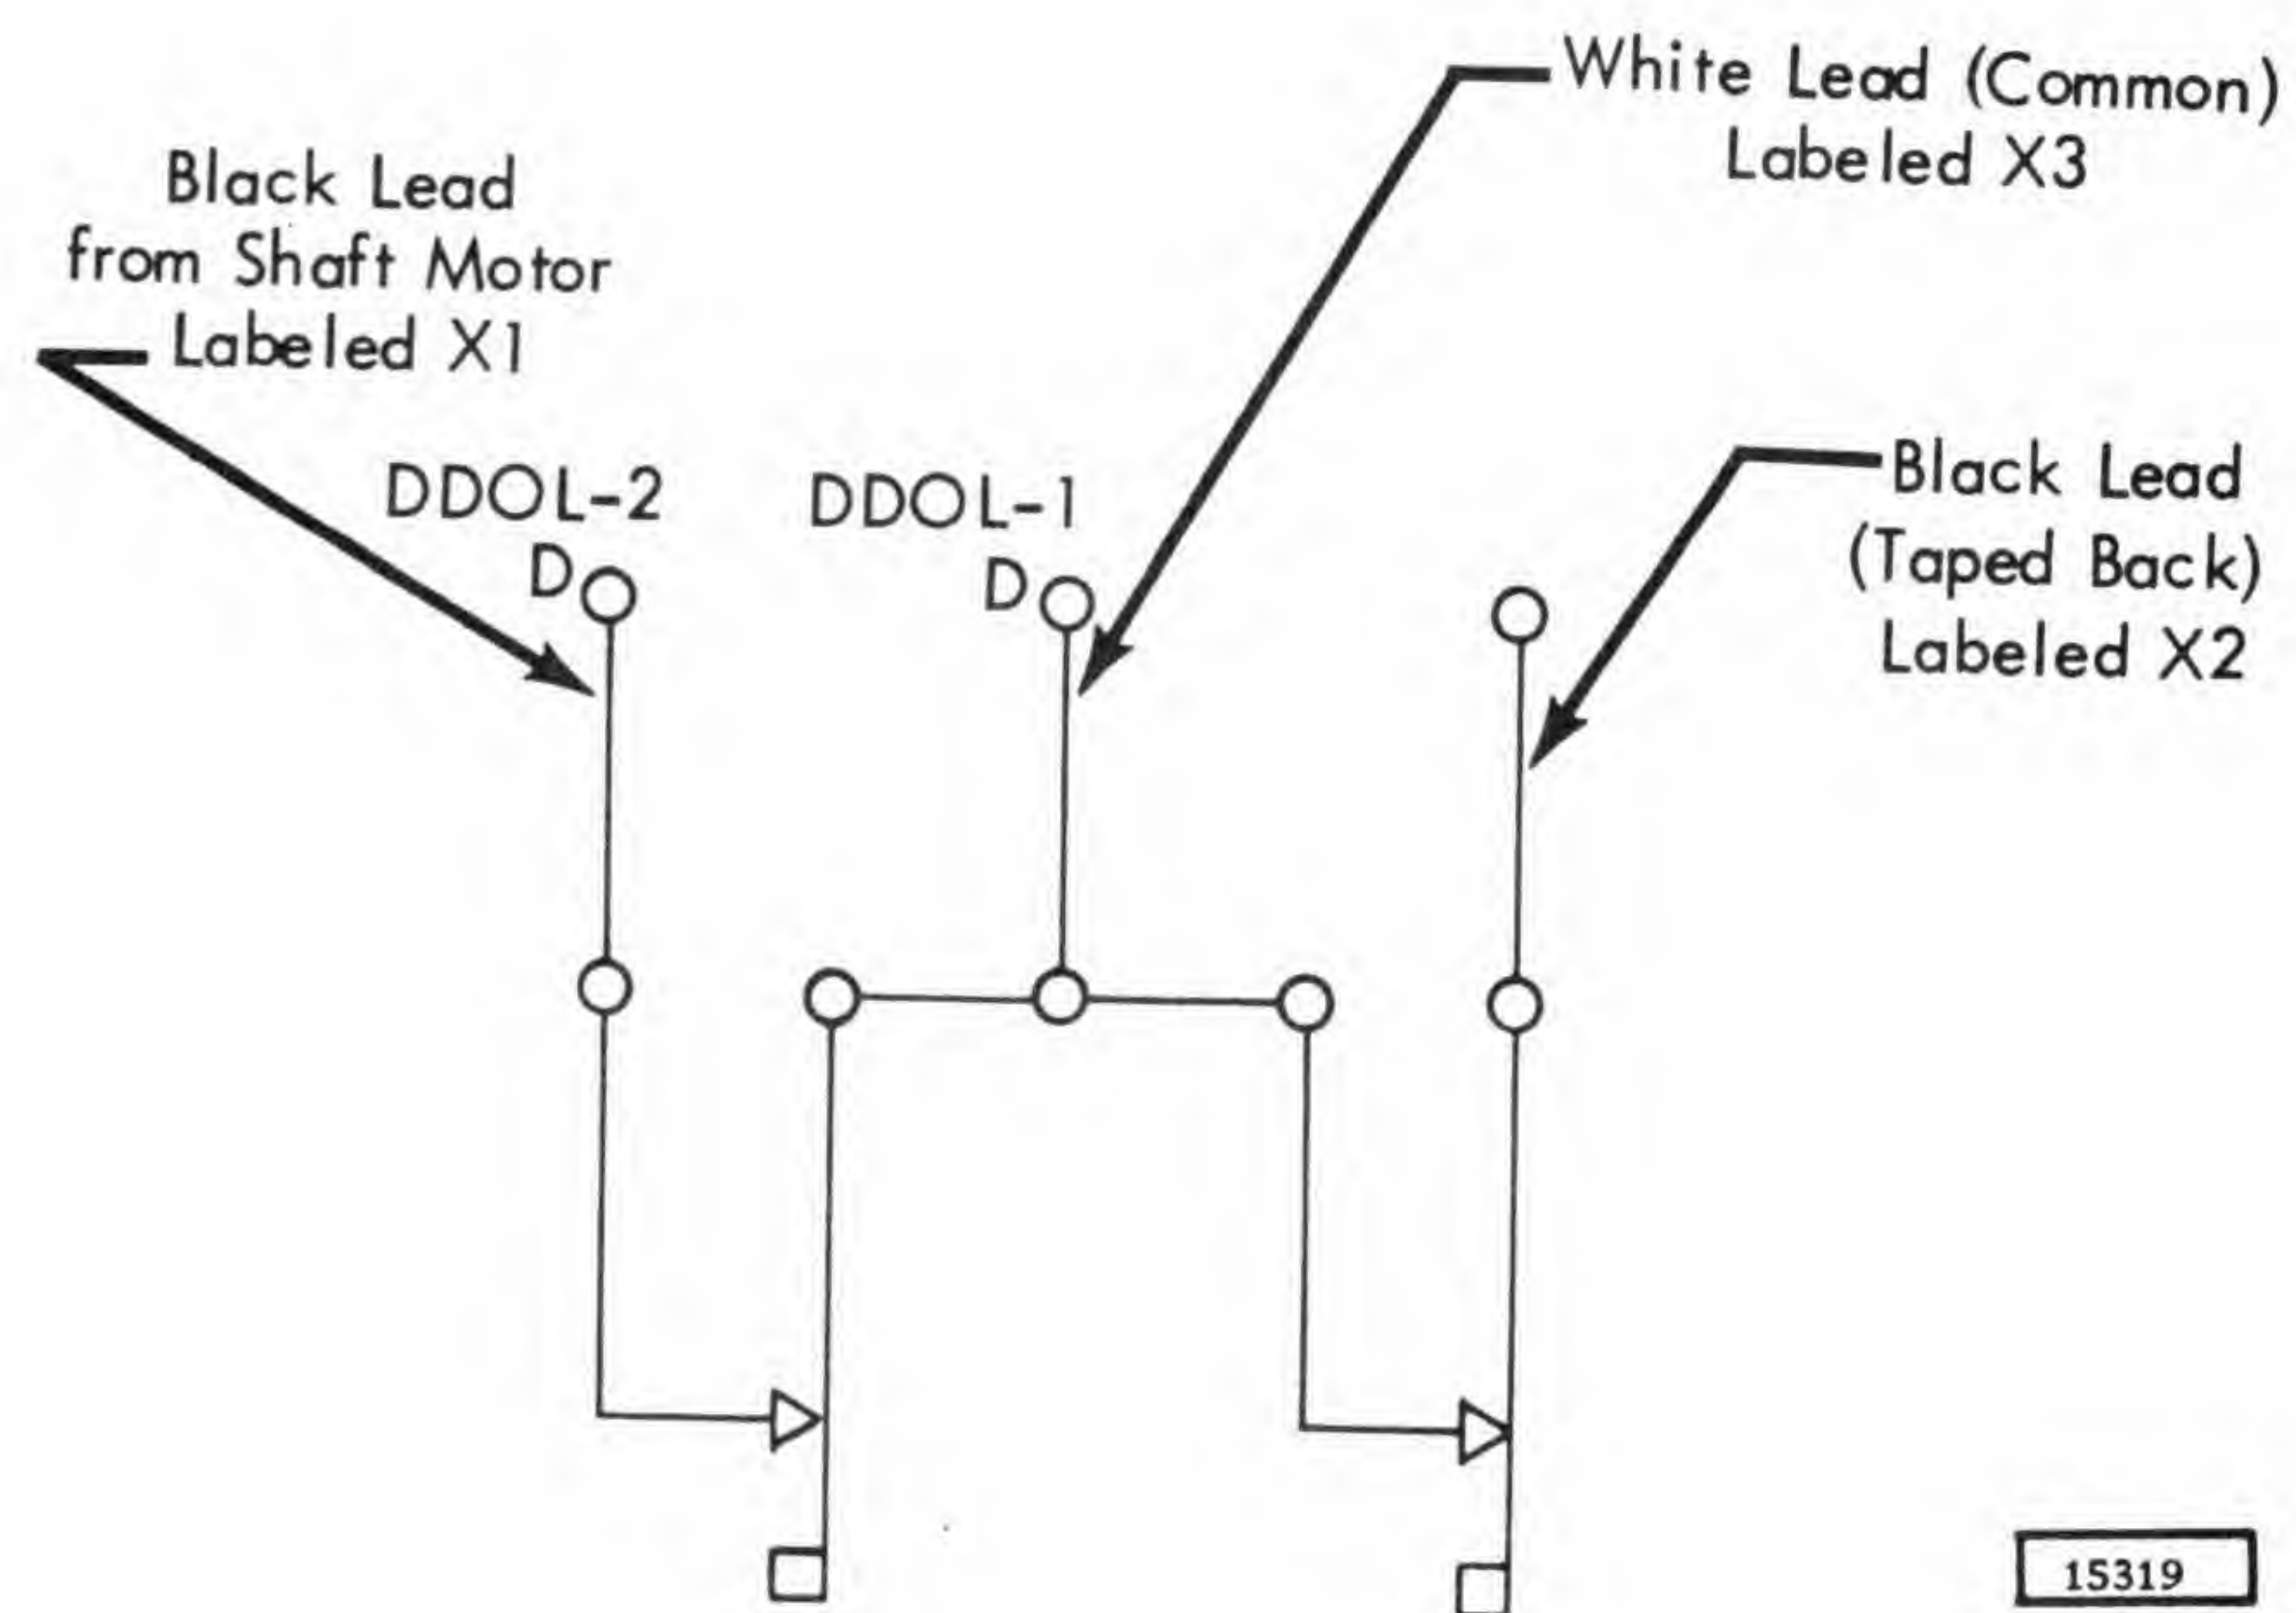 White Lead (Common)
Labeled X3
Black Lead
from Shaft Motor
Labeled X1
DDOL-2
D
DDOL-1
D
Black Lead
(Taped Back)
Labeled X2
15319